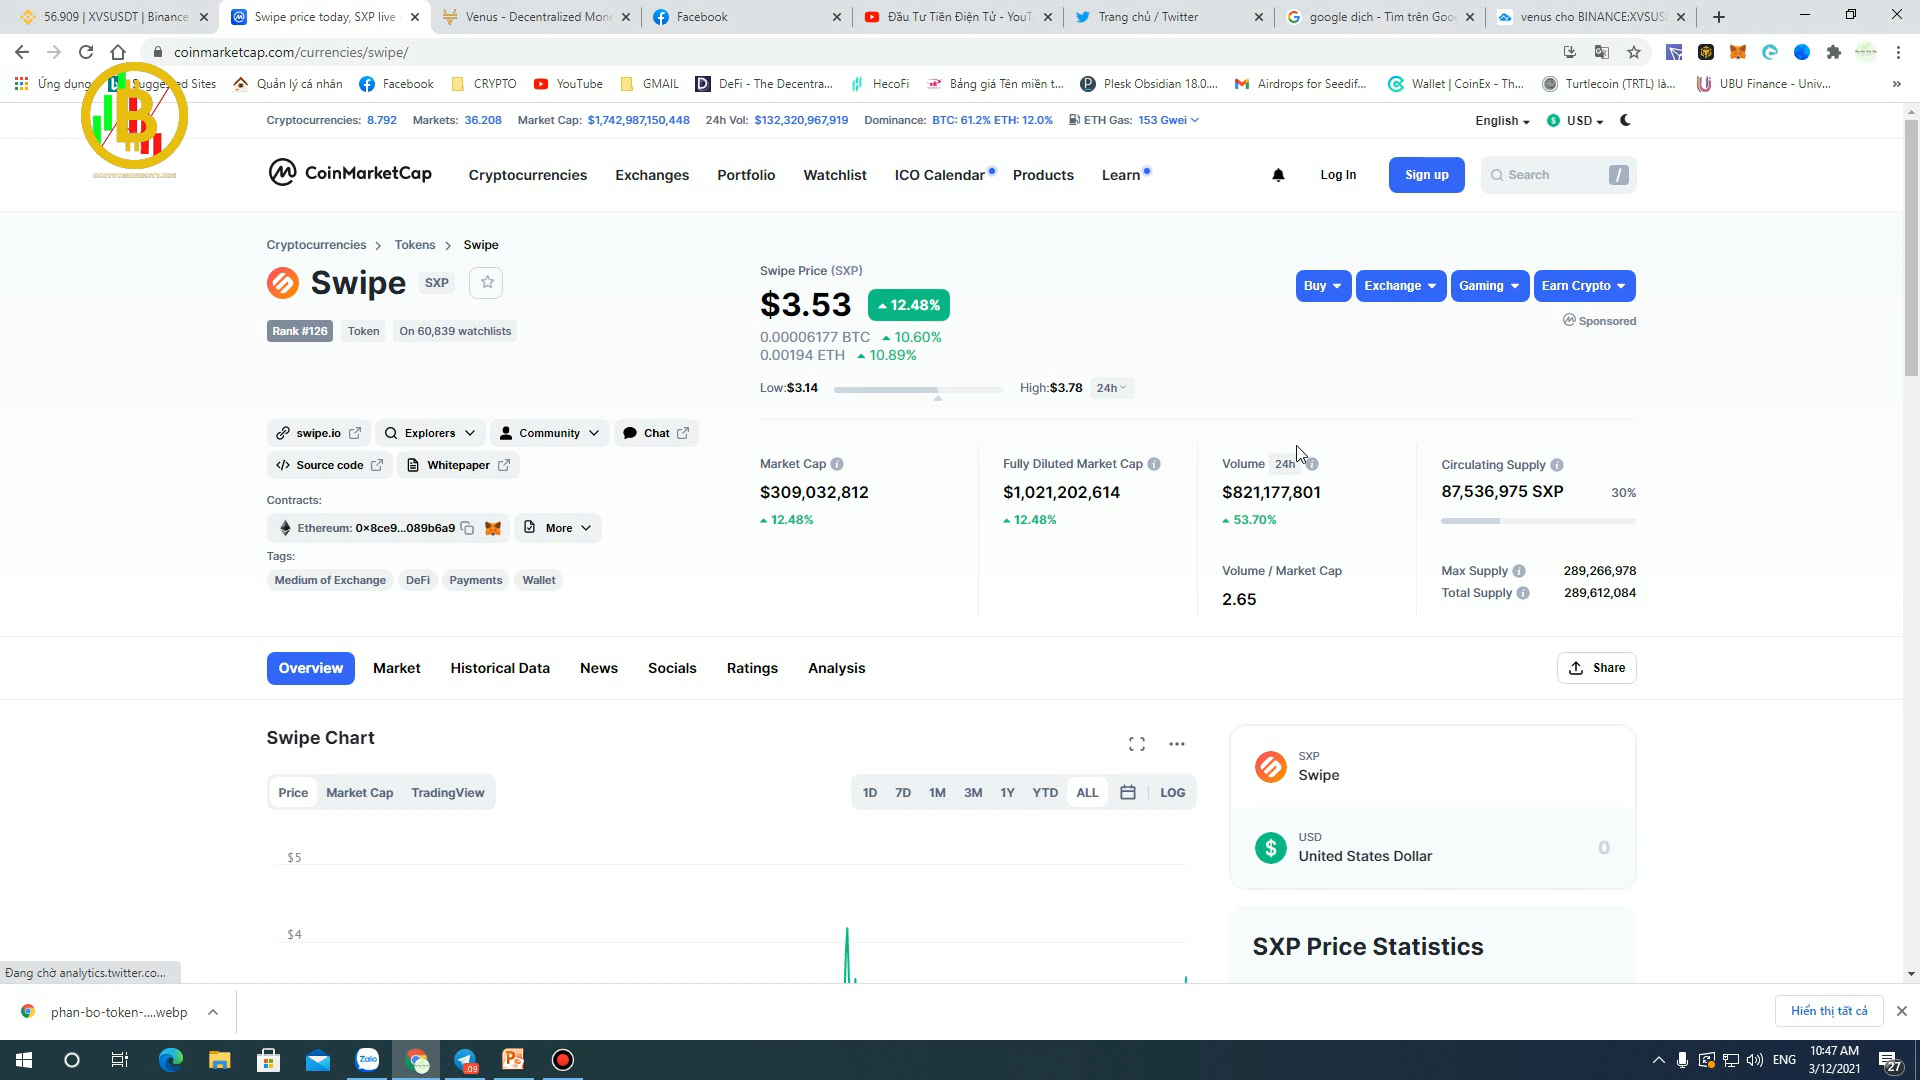 56.909 | XVSUSDT | Binance
Swipe price today, SXP live
Venus - Decentralized Mone
Facebook
Đầu Tư Tiền Điện Tử - YouT
Trang chủ / Twitter
google dịch - Tìm trên Goo
venus cho BINANCE:XVSUS
coinmarketcap.com/currencies/swipe/
Ứng dụng
Suggested Sites
Quản lý cá nhân
Facebook
CRYPTO
YouTube
GMAIL
DeFi - The Decentra...
HecoFi
Bảng giá Tên miền t...
Plesk Obsidian 18.0....
Airdrops for Seedif...
Wallet | CoinEx - Th...
Turtlecoin (TRTL) là...
UBU Finance - Univ...
»
Cryptocurrencies: 8.792 Markets: 36.208 Market Cap: $1,742,987,150,448 24h Vol: $132,320,967,919 Dominance: BTC: 61.2% ETH: 12.0% ETH Gas: 153 Gwei
English
USD
CoinMarketCap
Cryptocurrencies
Exchanges
Portfolio
Watchlist
ICO Calendar
Products
Learn
Log In
Sign up
Search
/
Cryptocurrencies > Tokens > Swipe
Swipe SXP
Rank #126
Token
On 60,839 watchlists
Swipe Price (SXP)
$3.53 12.48%
0.00006177 BTC 10.60%
0.00194 ETH 10.89%
Low:$3.14
High:$3.78
24h
Buy
Exchange
Gaming
Earn Crypto
Sponsored
swipe.io
Explorers
Community
Chat
Source code
Whitepaper
Contracts:
Ethereum: 0x8ce9...089b6a9
More
Tags:
Medium of Exchange
DeFi
Payments
Wallet
Market Cap
$309,032,812
12.48%
Fully Diluted Market Cap
$1,021,202,614
12.48%
Volume 24h
$821,177,801
53.70%
Volume / Market Cap
2.65
Circulating Supply
87,536,975 SXP 30%
Max Supply 289,266,978
Total Supply 289,612,084
Overview
Market
Historical Data
News
Socials
Ratings
Analysis
Share
Swipe Chart
Price
Market Cap
TradingView
1D
7D
1M
3M
1Y
YTD
ALL
LOG
$5
$4
SXP
Swipe
USD
United States Dollar
0
SXP Price Statistics
Đang chờ analytics.twitter.co...
phan-bo-token-....webp
Hiển thị tất cả
Zalo
.09
ENG
10:47 AM
3/12/2021
27